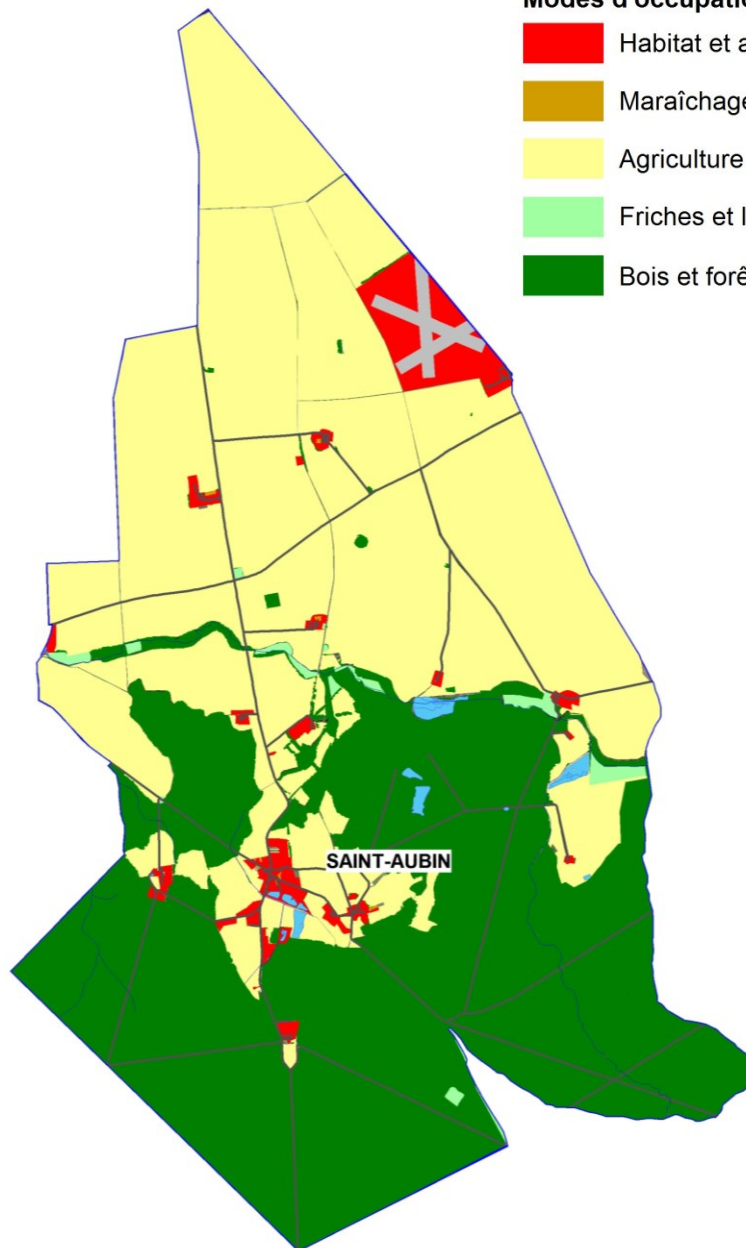 Modes d'occupatio
Habitat et a
Maraîchage
Agriculture
Friches et l
Bois et forê
SAINT-AUBIN